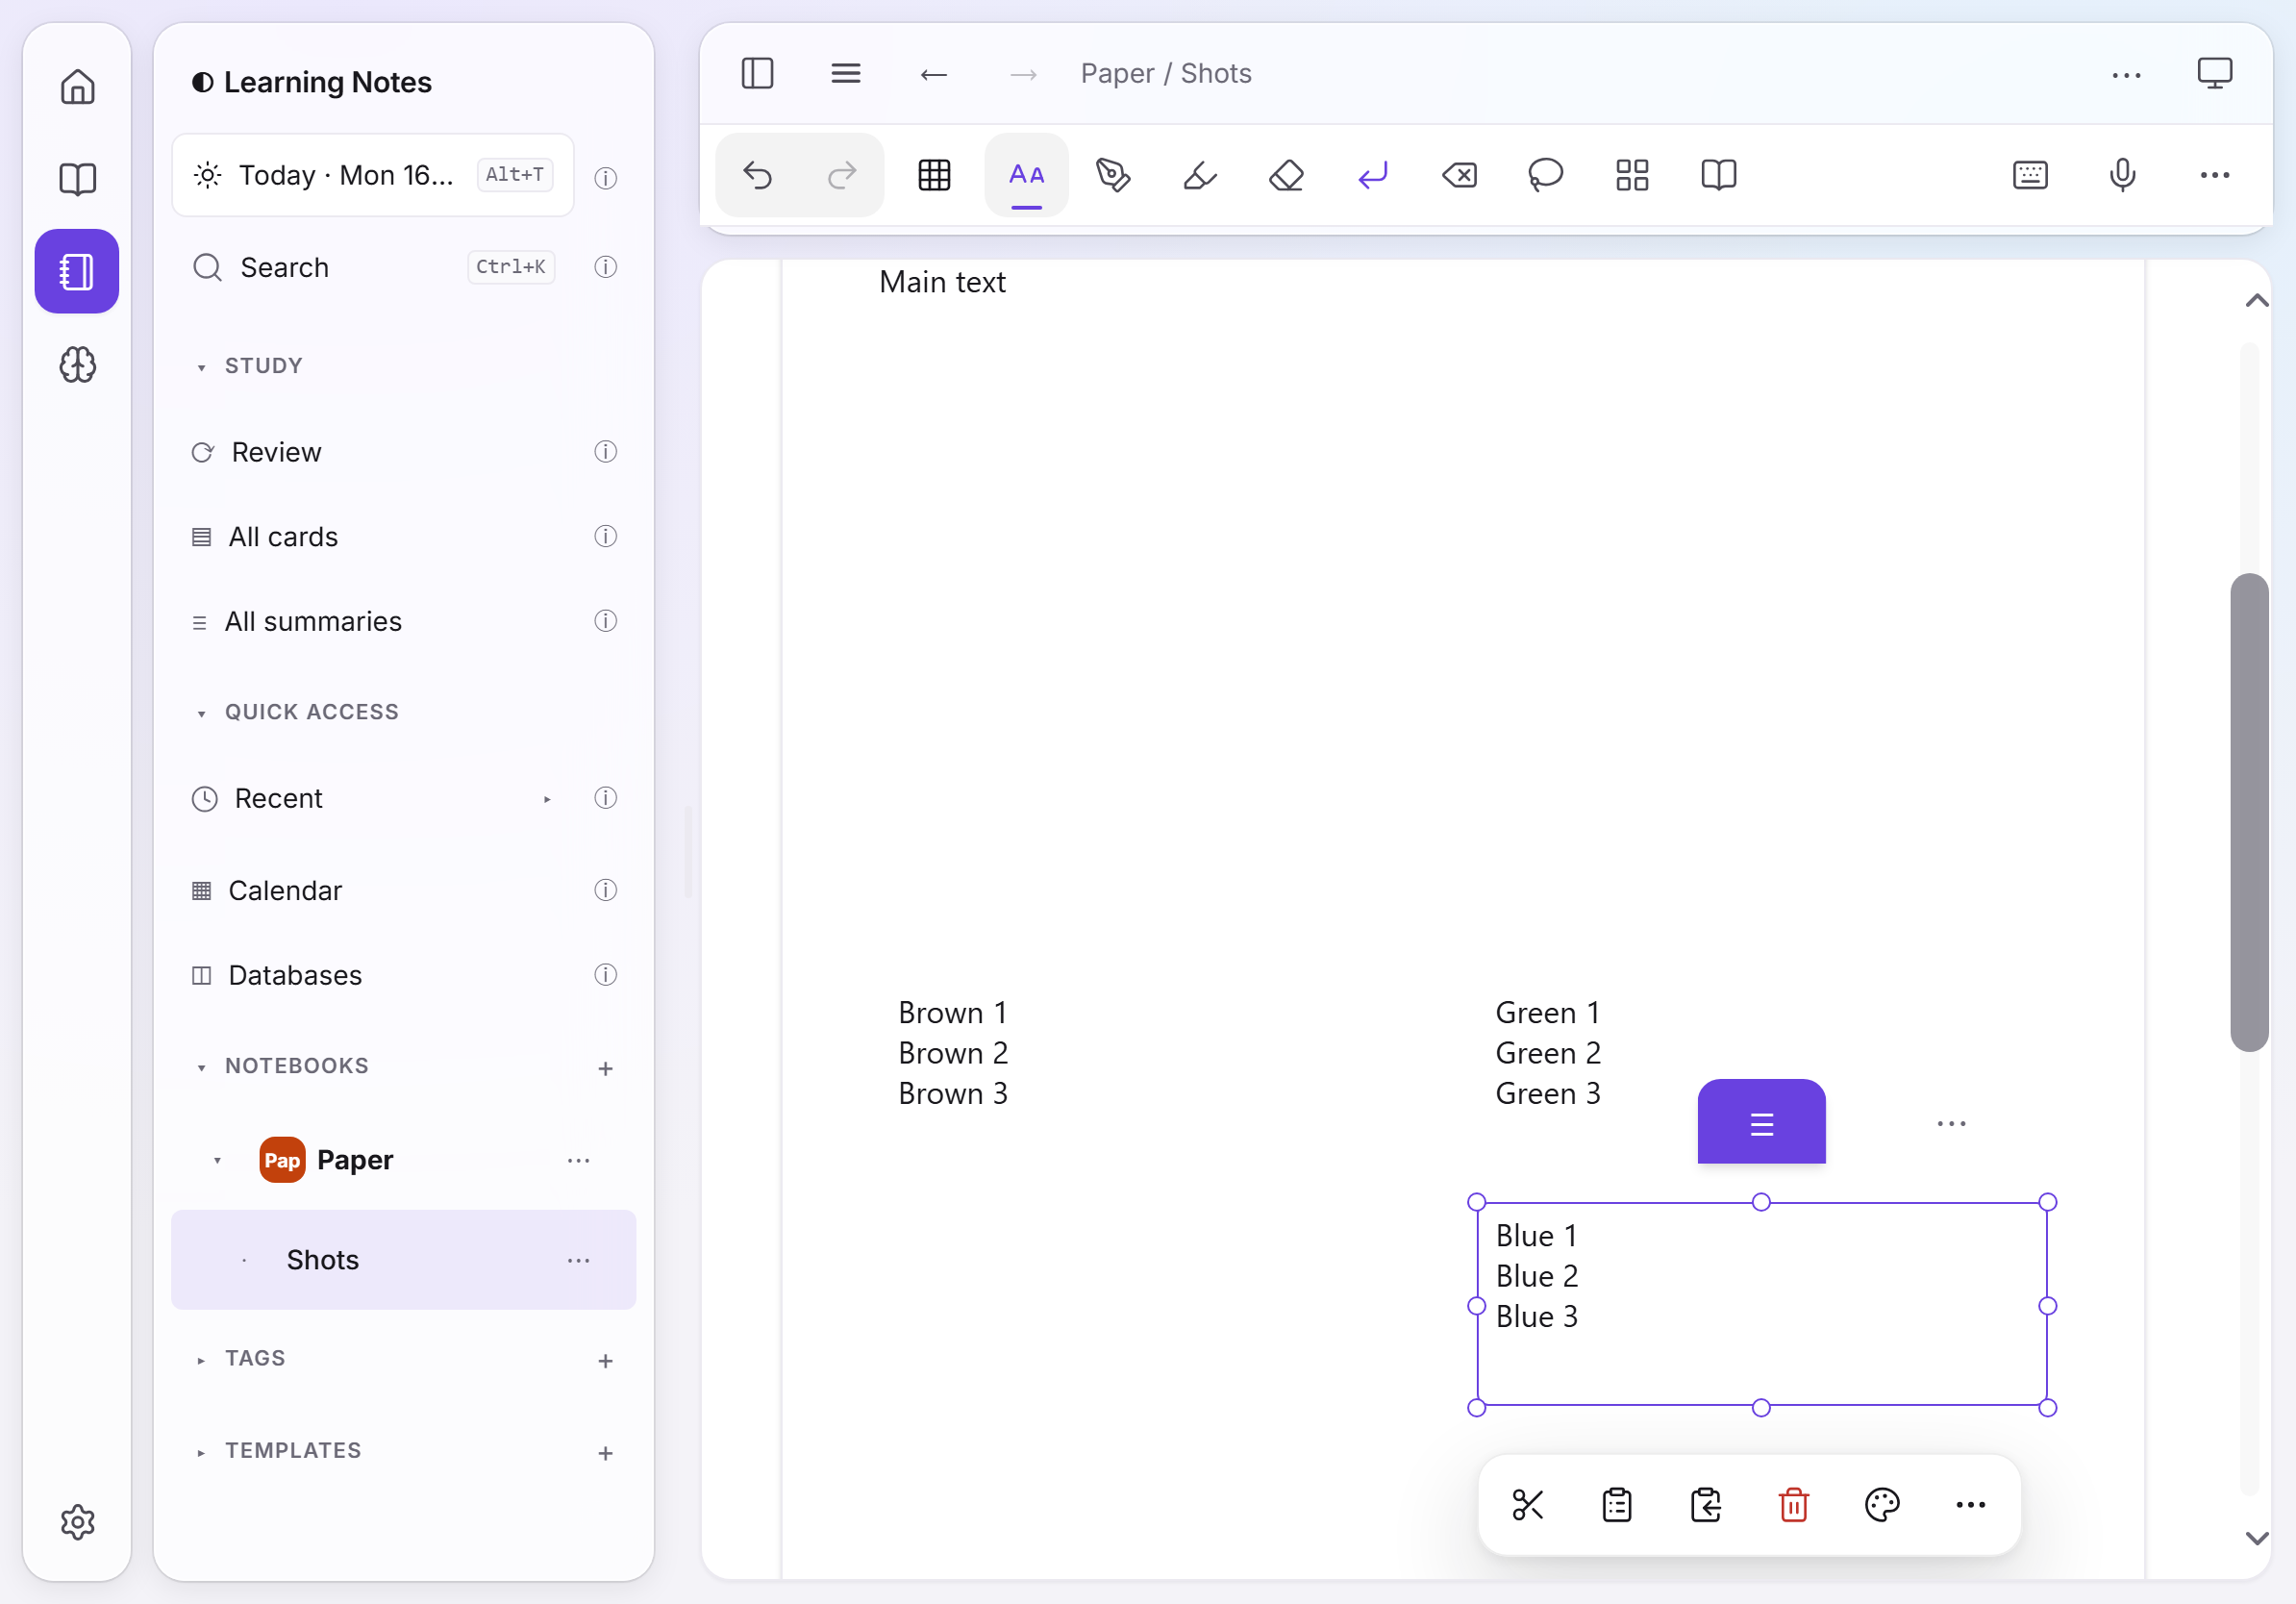 Learning Notes
Today · Mon 16...
Alt+T
Search
Ctrl+K
STUDY
Review
All cards
All summaries
QUICK ACCESS
Recent
Calendar
Databases
NOTEBOOKS
Pap
Paper
Shots
TAGS
TEMPLATES
Paper / Shots
AA
Main text
Brown 1
Brown 2
Brown 3
Green 1
Green 2
Green 3
Blue 1
Blue 2
Blue 3